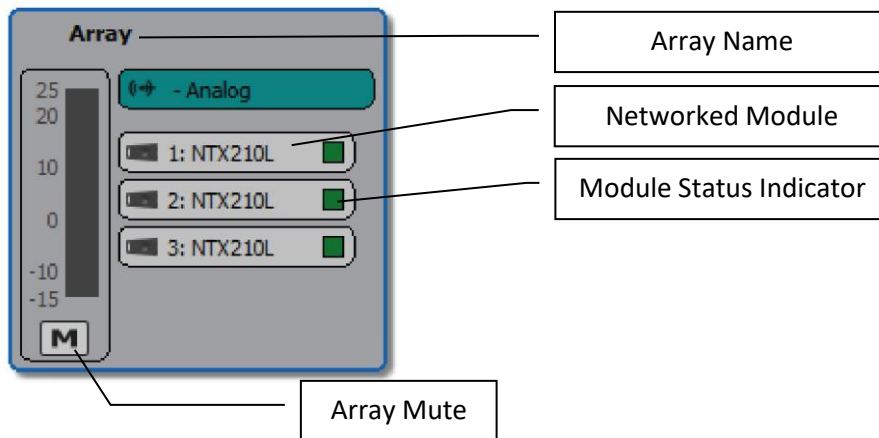 Array
25
20
10
0
-10
-15
M
- Analog
1: NTX210L
2: NTX210L
3: NTX210L
Array Name
Networked Module
Module Status Indicator
Array Mute